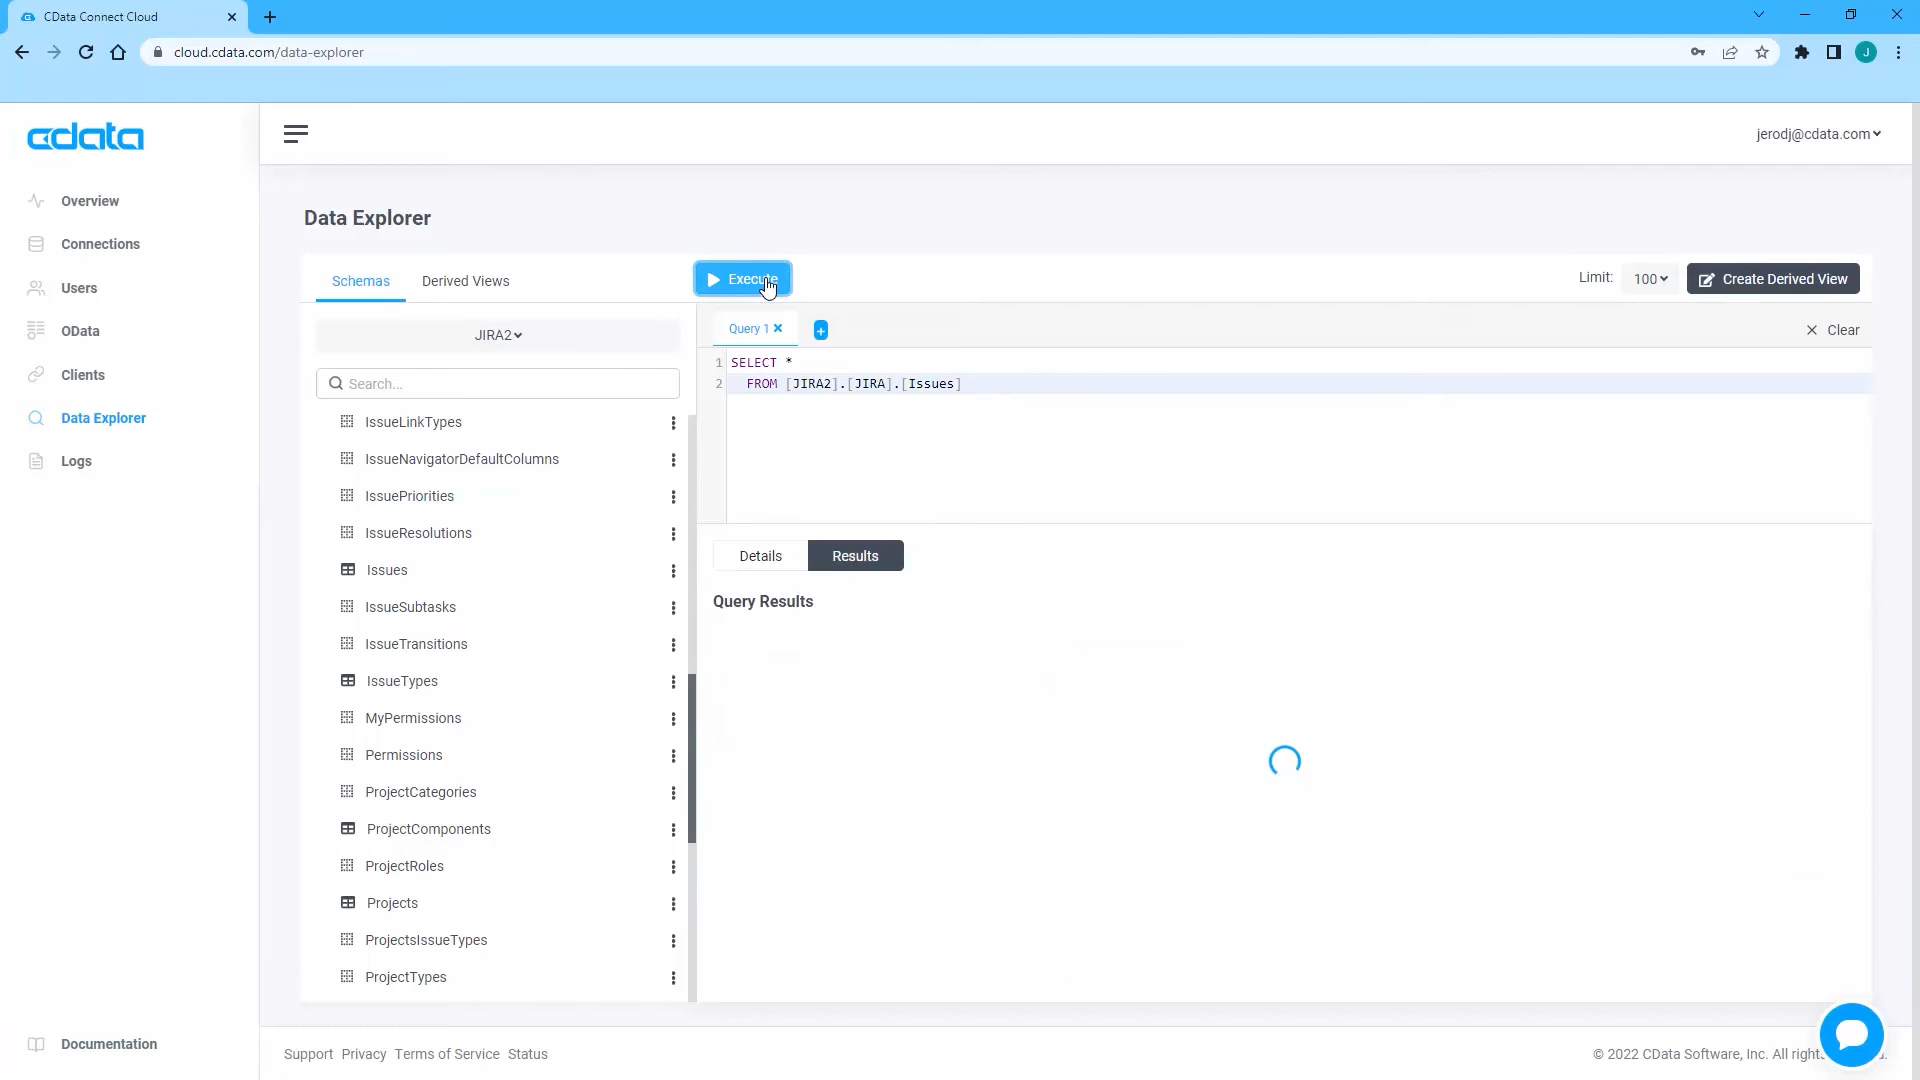 CData Connect Cloud
cloud.cdata.com/data-explorer
J
cdata
jerodj@cdata.com
Overview
Connections
Users
OData
Clients
Data Explorer
Logs
Documentation
Data Explorer
Schemas
Derived Views
Execute
Limit:
100
Create Derived View
JIRA2
Search...
IssueLinkTypes
IssueNavigatorDefaultColumns
IssuePriorities
IssueResolutions
Issues
IssueSubtasks
IssueTransitions
IssueTypes
MyPermissions
Permissions
ProjectCategories
ProjectComponents
ProjectRoles
Projects
ProjectsIssueTypes
ProjectTypes
Query 1
Clear
1 SELECT *
2 FROM [JIRA2].[JIRA].[Issues]
Details
Results
Query Results
Support Privacy Terms of Service Status
© 2022 CData Software, Inc. All